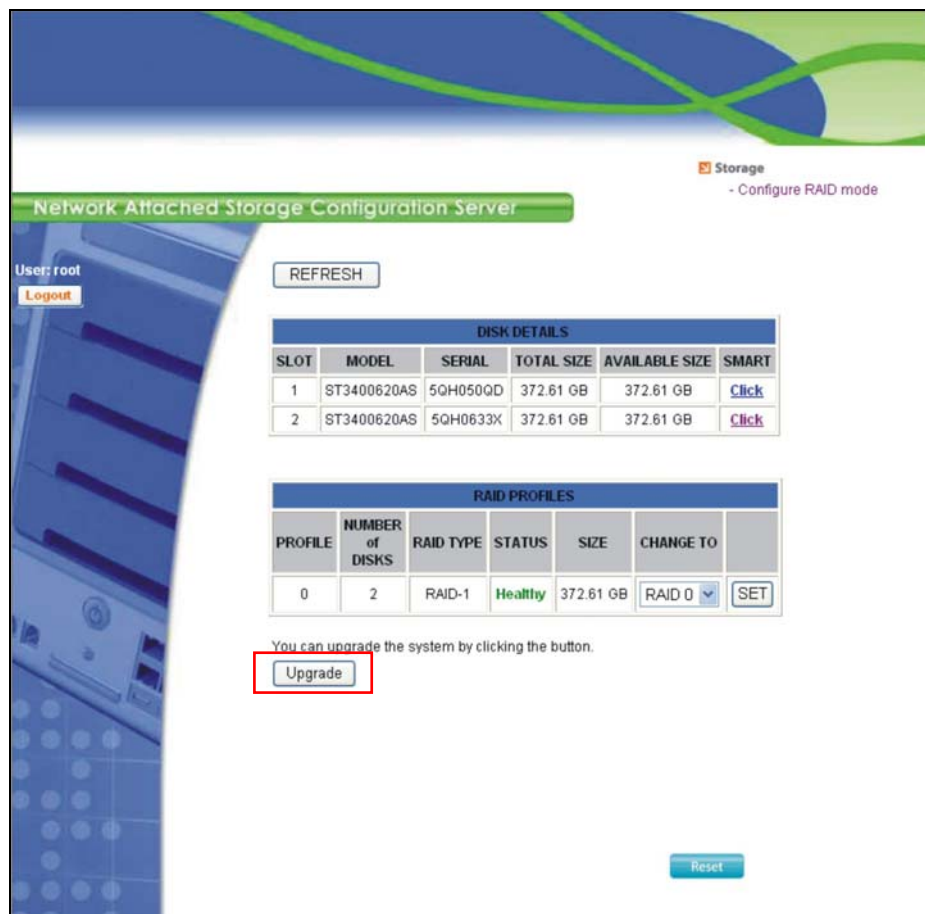 Storage
- Configure RAID mode
Network Attached Storage Configuration Server
User: root
Logout
REFRESH
DISK DETAILS
SLOT MODEL SERIAL TOTAL SIZE AVAILABLE SIZE SMART
1 ST3400620AS 5QH050QD 372.61 GB 372.61 GB Click
2 ST3400620AS 5QH0633X 372.61 GB 372.61 GB Click
RAID PROFILES
PROFILE NUMBER of DISKS RAID TYPE STATUS SIZE CHANGE TO
0 2 RAID-1 Healthy 372.61 GB RAID 0 SET
You can upgrade the system by clicking the button.
Upgrade
Reset